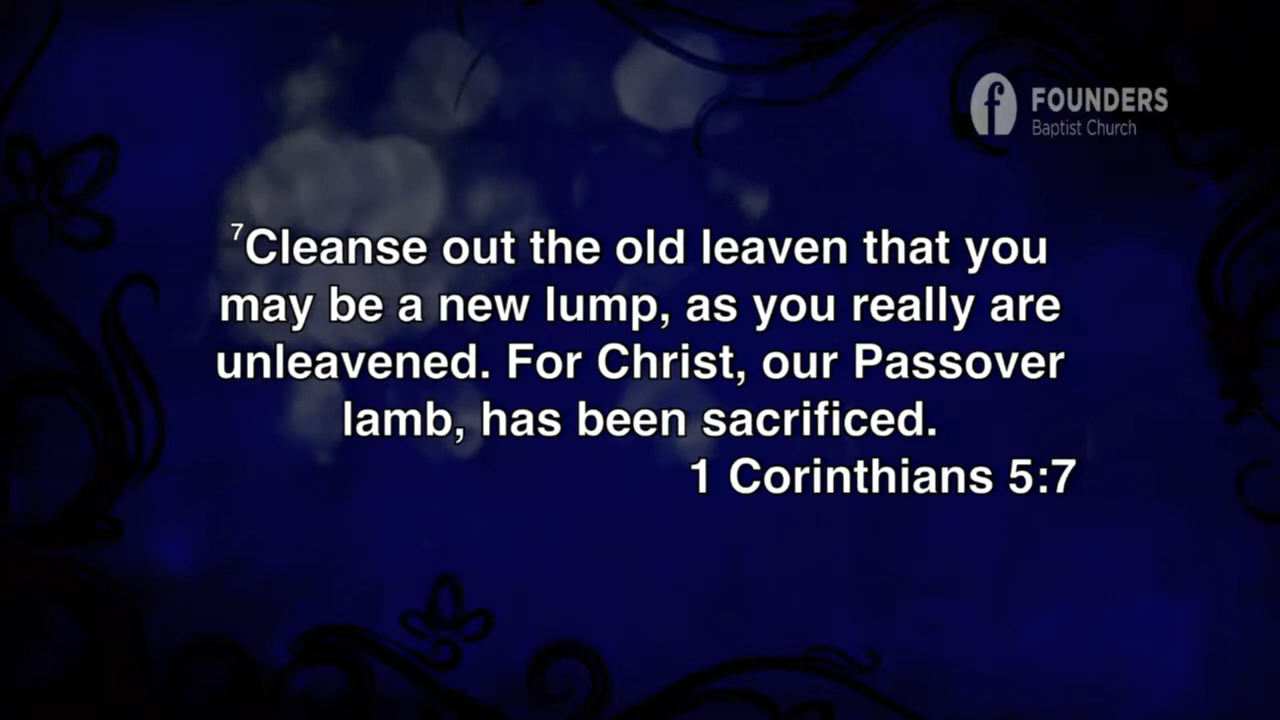 FOUNDERS
Baptist Church
7Cleanse out the old leaven that you
may be a new lump, as you really are
unleavened. For Christ, our Passover
lamb, has been sacrificed.
1 Corinthians 5:7